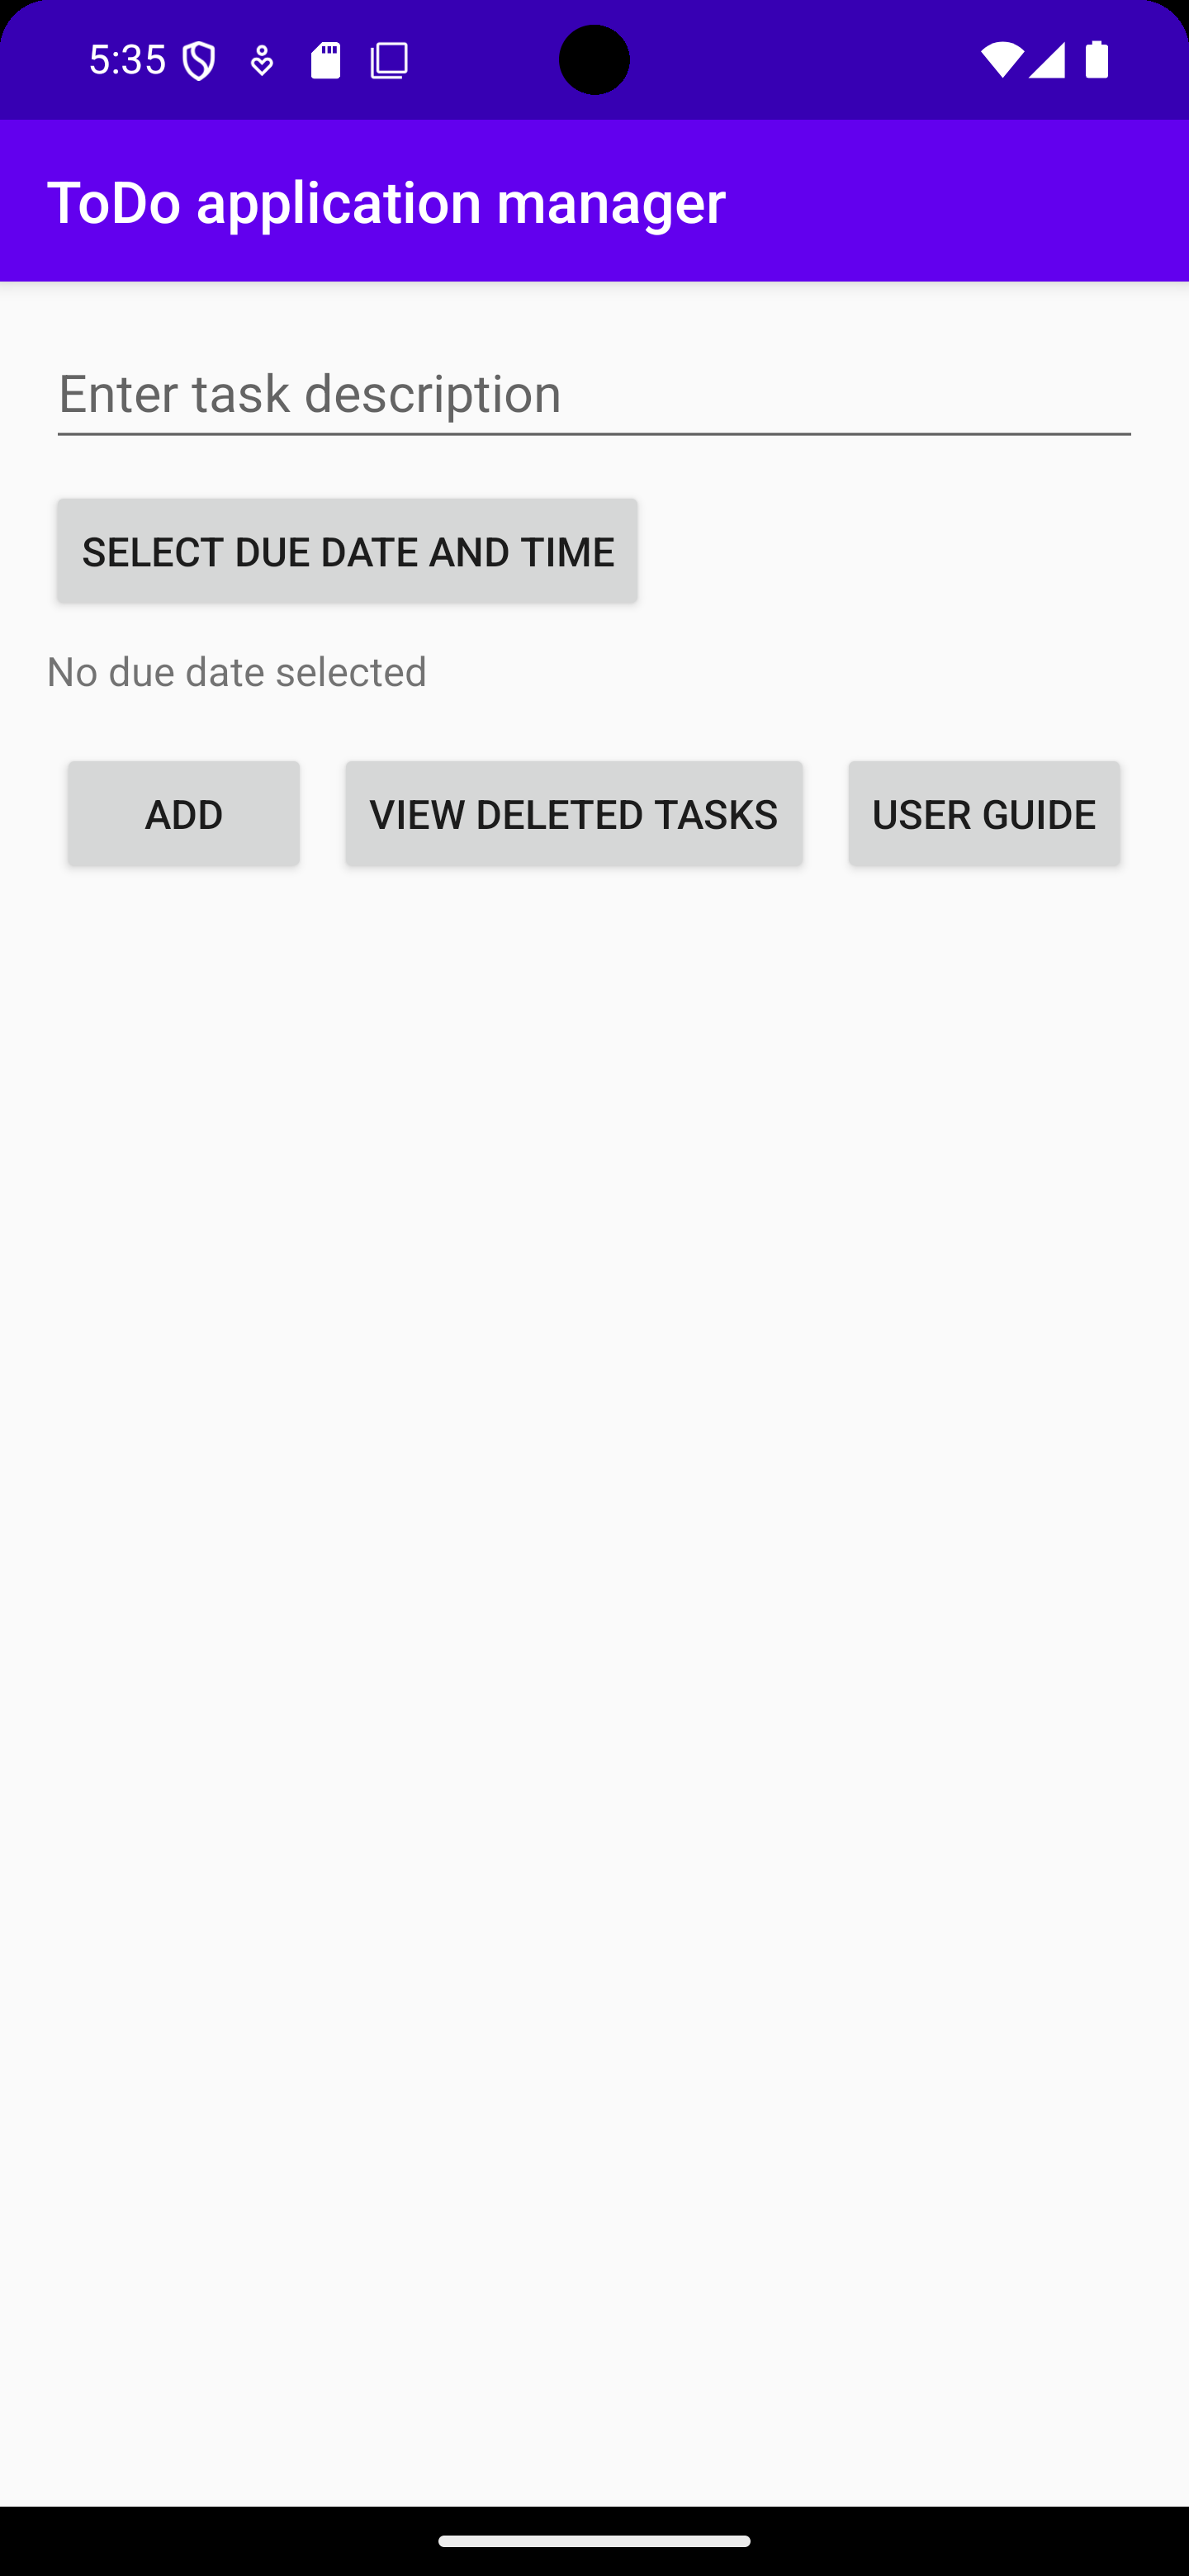 5:35
ToDo application manager
Enter task description
SELECT DUE DATE AND TIME
No due date selected
ADD VIEW DELETED TASKS USER GUIDE